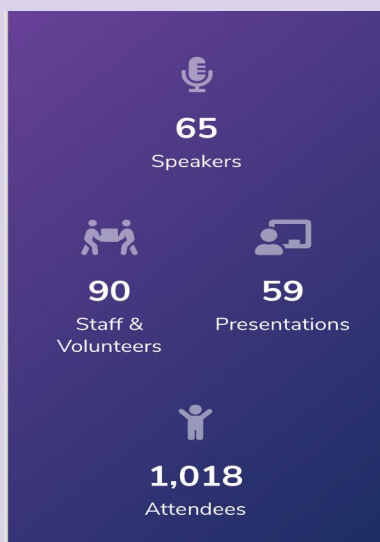 65
Speakers
90
Staff &
Volunteers
59
Presentations
1,018
Attendees